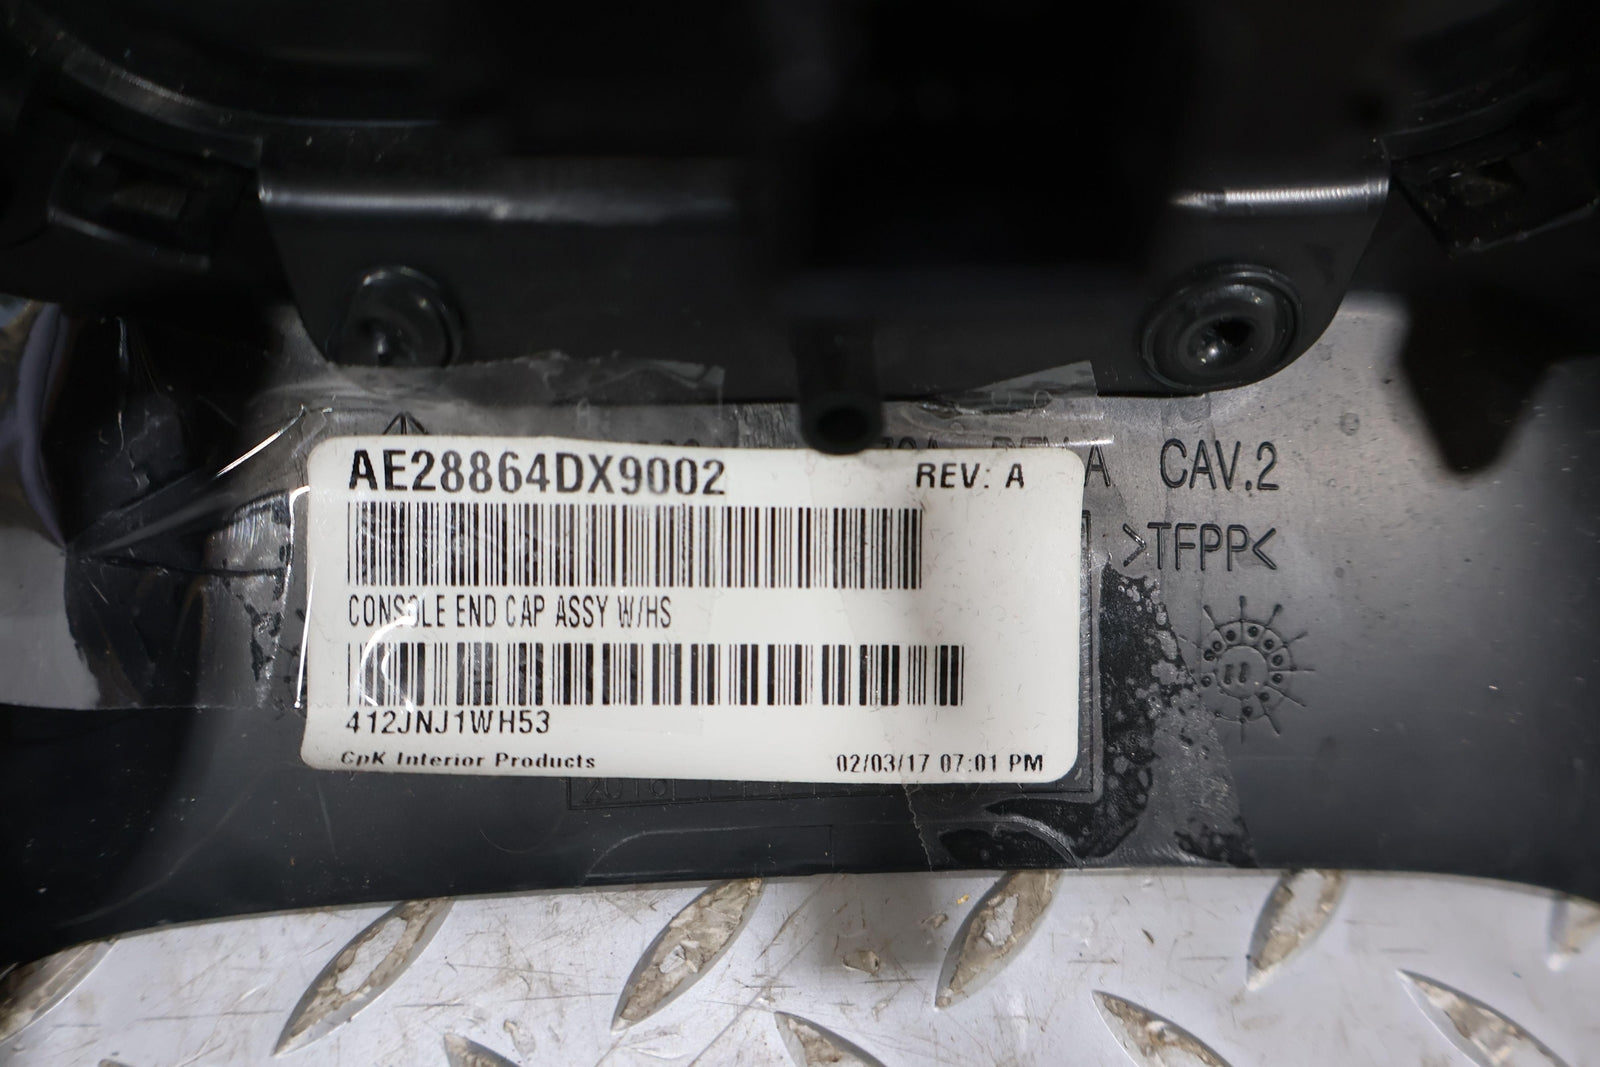 AE28864DX9002 REV: A
A CAV.2
>TFPP<
CONSOLE END CAP ASSY W/HS
412JNJ1WH53
CpK Interior Products 02/03/17 07:01 PM
2016